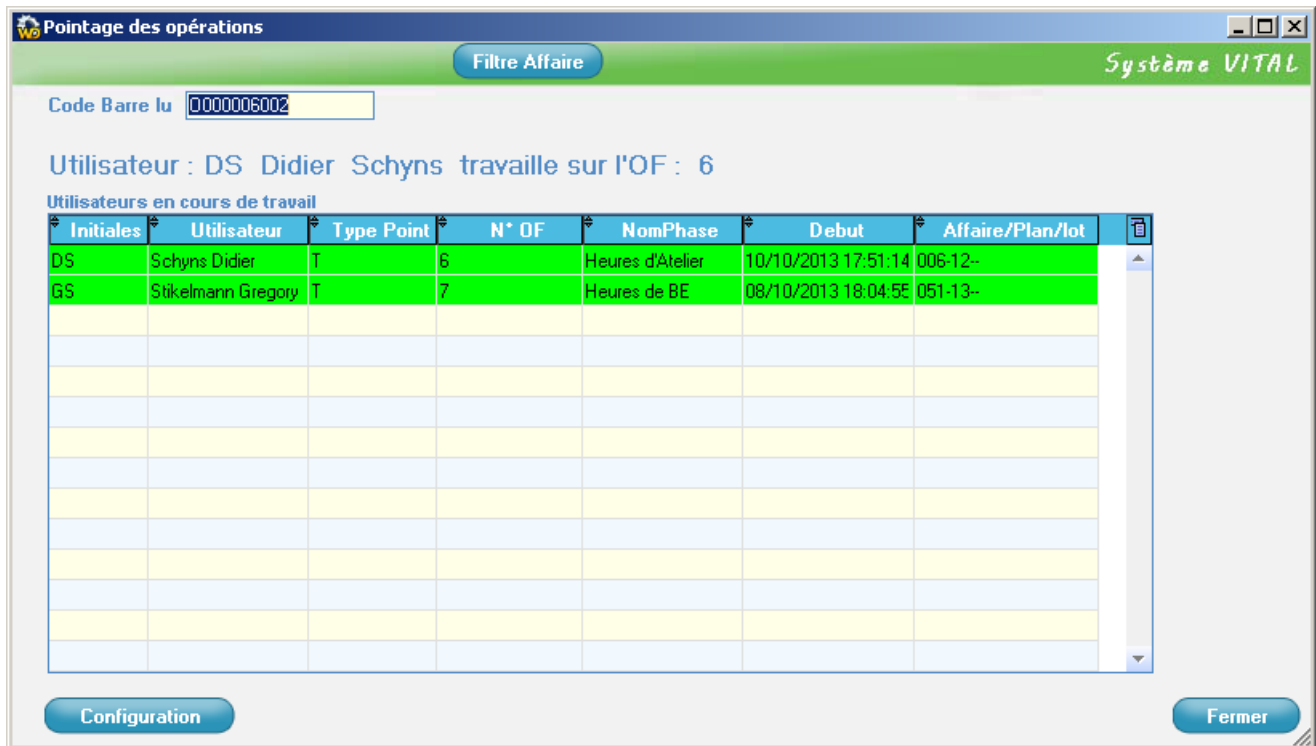 Pointage des opérations
Filtre Affaire
Système VITAL
Code Barre lu O000006002
Utilisateur : DS Didier Schyns travaille sur l'OF : 6
Utilisateurs en cours de travail
Initiales Utilisateur Type Point N° OF NomPhase Debut Affaire/Plan/lot
DS Schyns Didier T 6 Heures d'Atelier 10/10/2013 17:51:14 006-12--
GS Stikelmann Gregory T 7 Heures de BE 08/10/2013 18:04:55 051-13--
Configuration Fermer